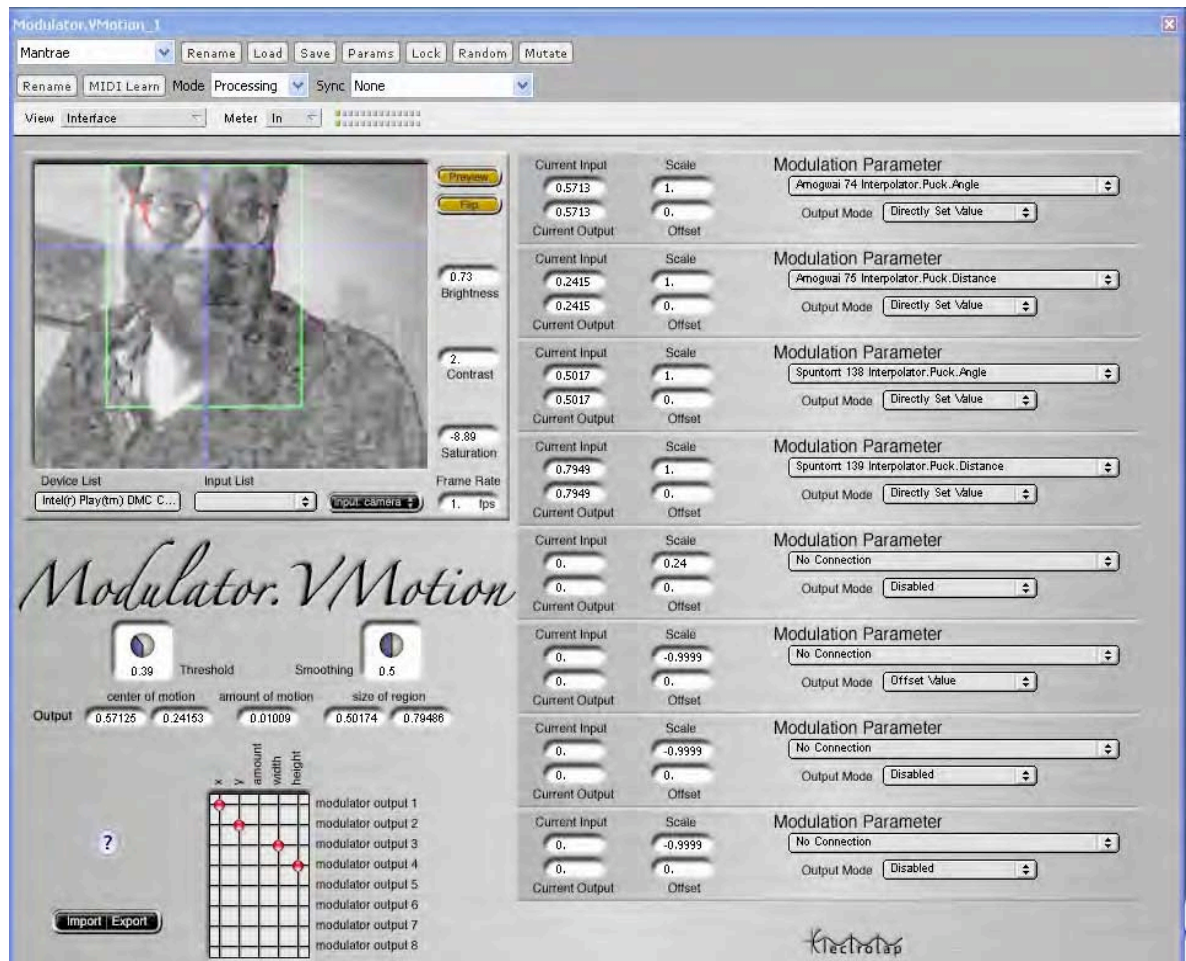 Modulator.VMotion_1
Mantrae Rename Load Save Params Lock Random Mutate
Rename MIDI Learn Mode Processing Sync None
View Interface Meter In
Preview
Flip
0.73
Brightness
2.
Contrast
-8.89
Saturation
Device List Input List Frame Rate
Intel(r) Play(tm) DMC C... input: camera 1. fps
Modulator.VMotion
0.39 Threshold Smoothing 0.5
center of motion amount of motion size of region
Output 0.57125 0.24153 0.01009 0.50174 0.79486
x y amount width height
modulator output 1
modulator output 2
modulator output 3
modulator output 4
modulator output 5
modulator output 6
modulator output 7
modulator output 8
?
Import Export
Current Input Scale Modulation Parameter
0.5713 1. Amogwai 74 Interpolator.Puck.Angle
0.5713 0. Output Mode Directly Set Value
Current Output Offset
Current Input Scale Modulation Parameter
0.2415 1. Amogwai 75 Interpolator.Puck.Distance
0.2415 0. Output Mode Directly Set Value
Current Output Offset
Current Input Scale Modulation Parameter
0.5017 1. Spuntorrt 138 Interpolator.Puck.Angle
0.5017 0. Output Mode Directly Set Value
Current Output Offset
Current Input Scale Modulation Parameter
0.7949 1. Spuntorrt 139 Interpolator.Puck.Distance
0.7949 0. Output Mode Directly Set Value
Current Output Offset
Current Input Scale Modulation Parameter
0. 0.24 No Connection
0. 0. Output Mode Disabled
Current Output Offset
Current Input Scale Modulation Parameter
0. -0.9999 No Connection
0. 0. Output Mode Offset Value
Current Output Offset
Current Input Scale Modulation Parameter
0. -0.9999 No Connection
0. 0. Output Mode Disabled
Current Output Offset
Current Input Scale Modulation Parameter
0. -0.9999 No Connection
0. 0. Output Mode Disabled
Current Output Offset
Electrotap